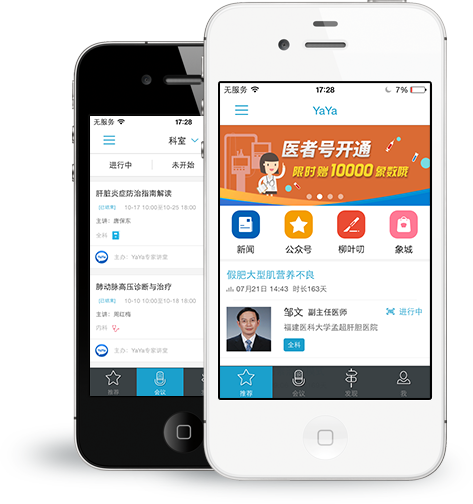 无服务
17:28
科室
进行中
未开始
肝脏炎症防治指南解读
10-17 10:00至10-25 18:00
主讲：龚保东
全科
YaYa
主办：YaYa专家讲堂
肺动脉高压诊断与治疗
10-10 10:00至10-18 18:00
主讲：周红梅
内科
YaYa
主办：YaYa专家讲堂
推荐
会议
无服务
17:28
7%
YaYa
医者号开通
限时赠10000象数哦
新闻
公众号
柳叶叨
象城
假肥大型肌营养不良
07月21日 14:43 时长163天
邹文 副主任医师
进行中
福建医科大学孟超肝胆医院
全科
推荐
会议
发现
我